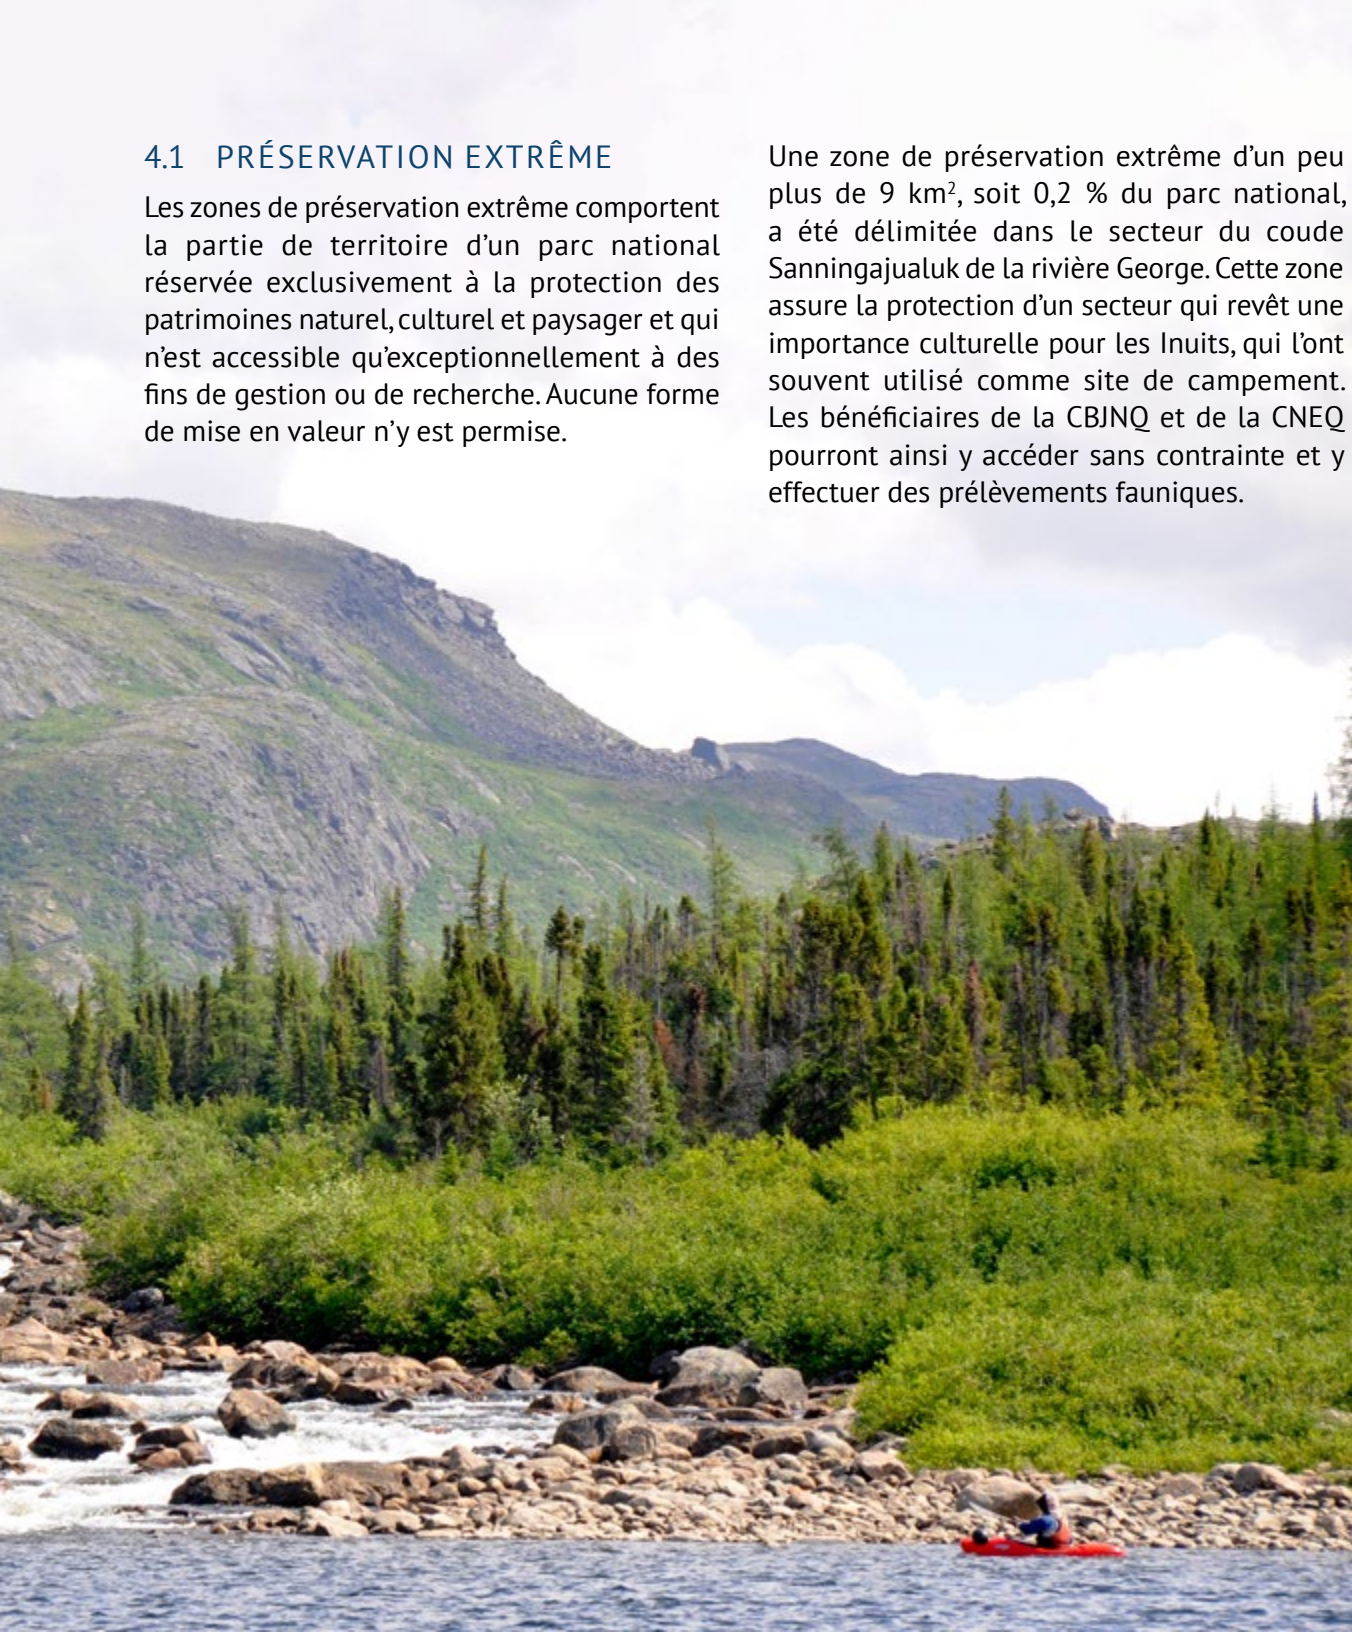 4.1 PRÉSERVATION EXTRÊME
Les zones de préservation extrême comportent
la partie de territoire d’un parc national
réservée exclusivement à la protection des
patrimoines naturel, culturel et paysager et qui
n’est accessible qu’exceptionnellement à des
fins de gestion ou de recherche. Aucune forme
de mise en valeur n’y est permise.
Une zone de préservation extrême d’un peu
plus de 9 km², soit 0,2 % du parc national,
a été délimitée dans le secteur du coude
Sanningajualuk de la rivière George. Cette zone
assure la protection d’un secteur qui revêt une
importance culturelle pour les Inuits, qui l’ont
souvent utilisé comme site de campement.
Les bénéficiaires de la CBJNQ et de la CNEQ
pourront ainsi y accéder sans contrainte et y
effectuer des prélèvements fauniques.